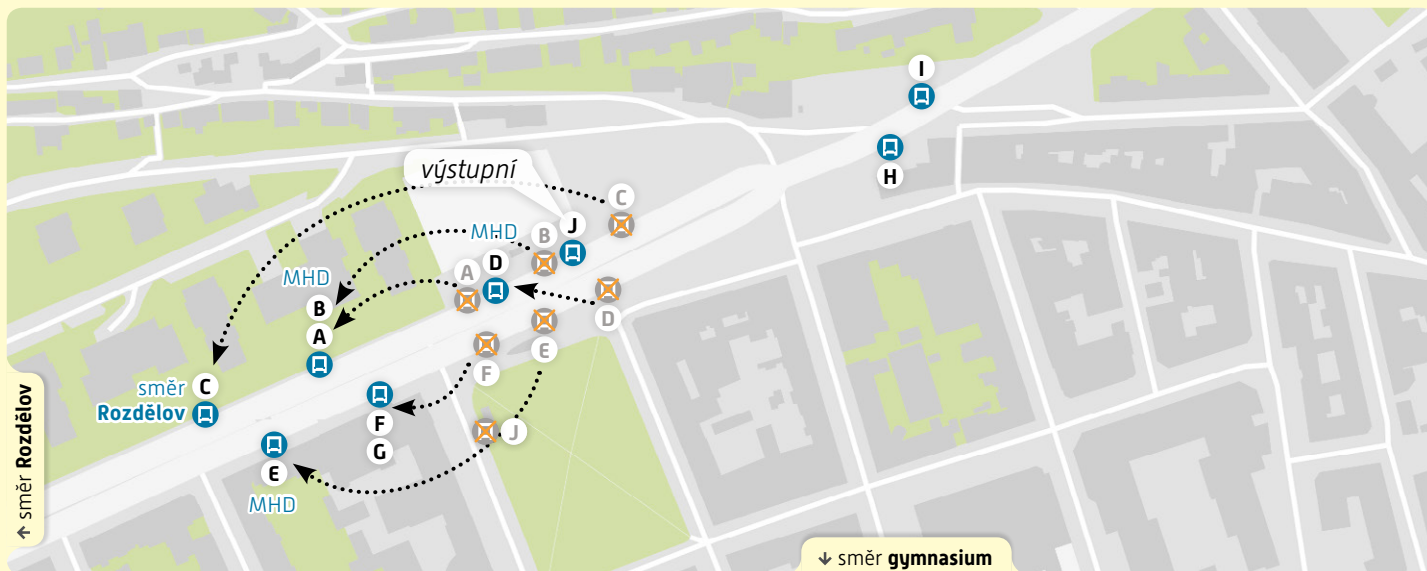 I
H
výstupní
C
J
B
MHD
D
A
MHD
B
A
D
E
F
C
směr
Rozdělov
F
G
J
E
MHD
← směr Rozdělov
↓ směr gymnasium